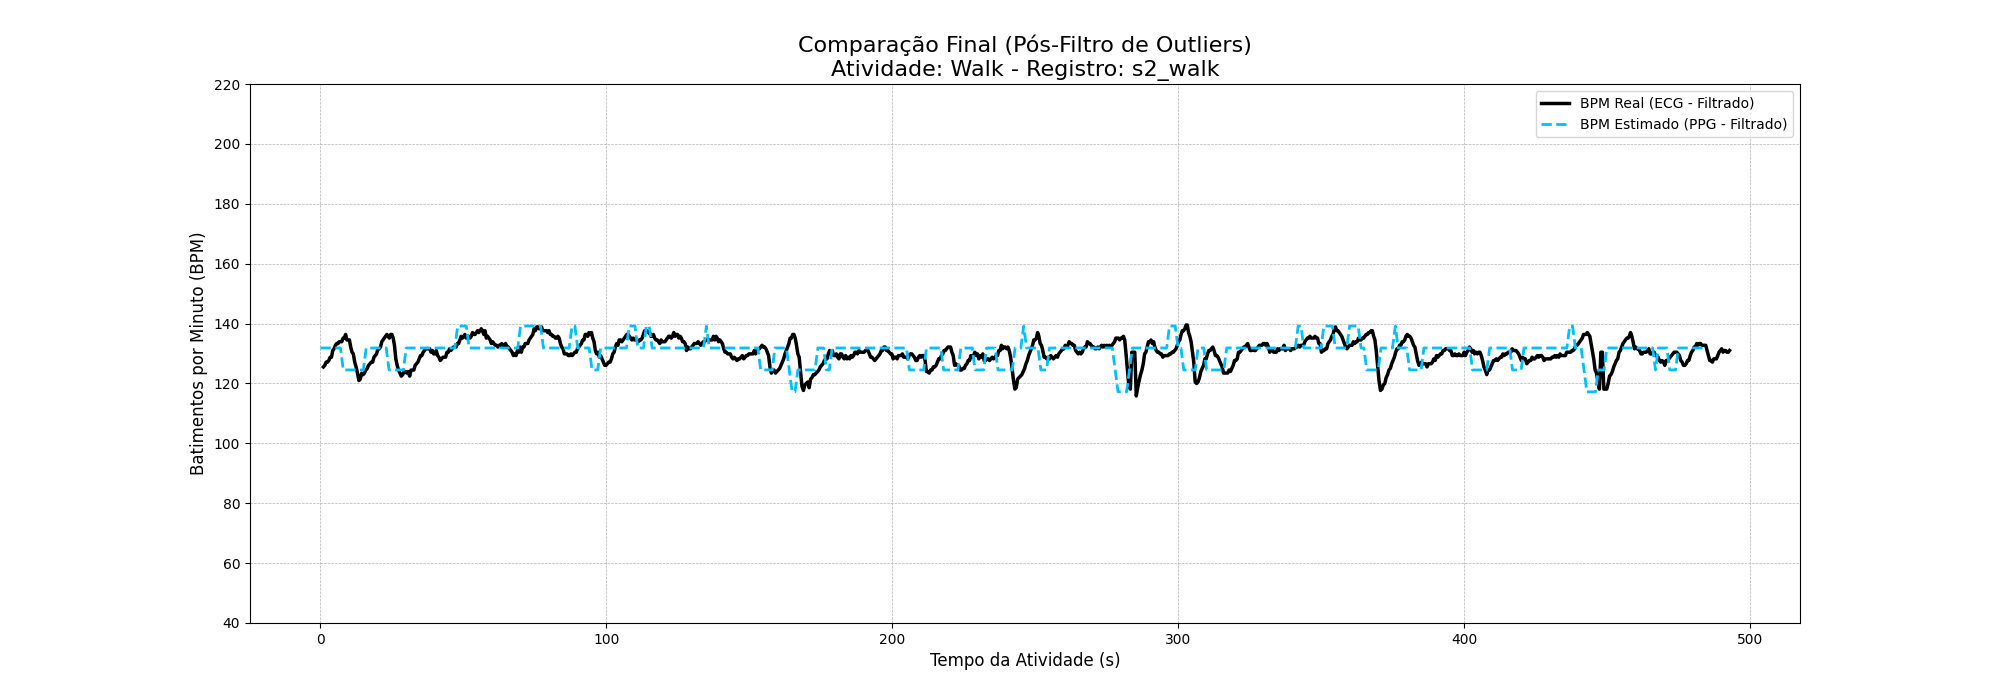 Comparação Final (Pós-Filtro de Outliers)
Atividade: Walk - Registro: s2_walk
BPM Real (ECG - Filtrado)
BPM Estimado (PPG - Filtrado)
Batimentos por Minuto (BPM)
220
200
180
160
140
120
100
80
60
40
0
100
200
300
400
500
Tempo da Atividade (s)